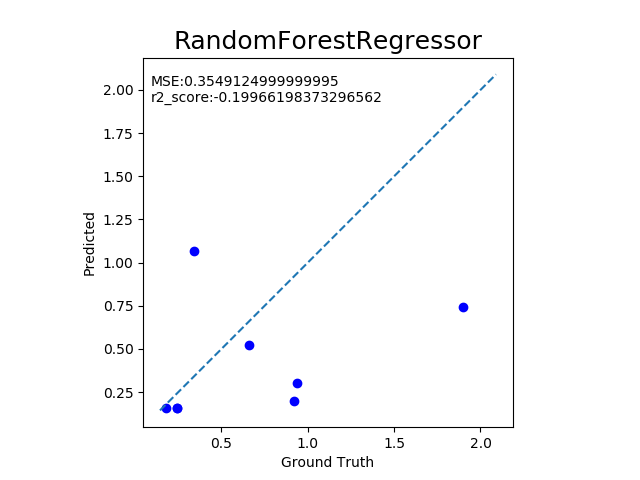 RandomForestRegressor
MSE:0.3549124999999995
r2_score:-0.19966198373296562
2.00
1.75
1.50
1.25
1.00
0.75
0.50
0.25
Predicted
0.5 1.0 1.5 2.0
Ground Truth